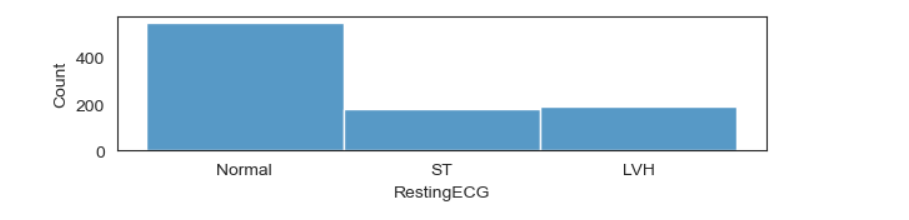 Count
400
200
0
Normal ST LVH
RestingECG